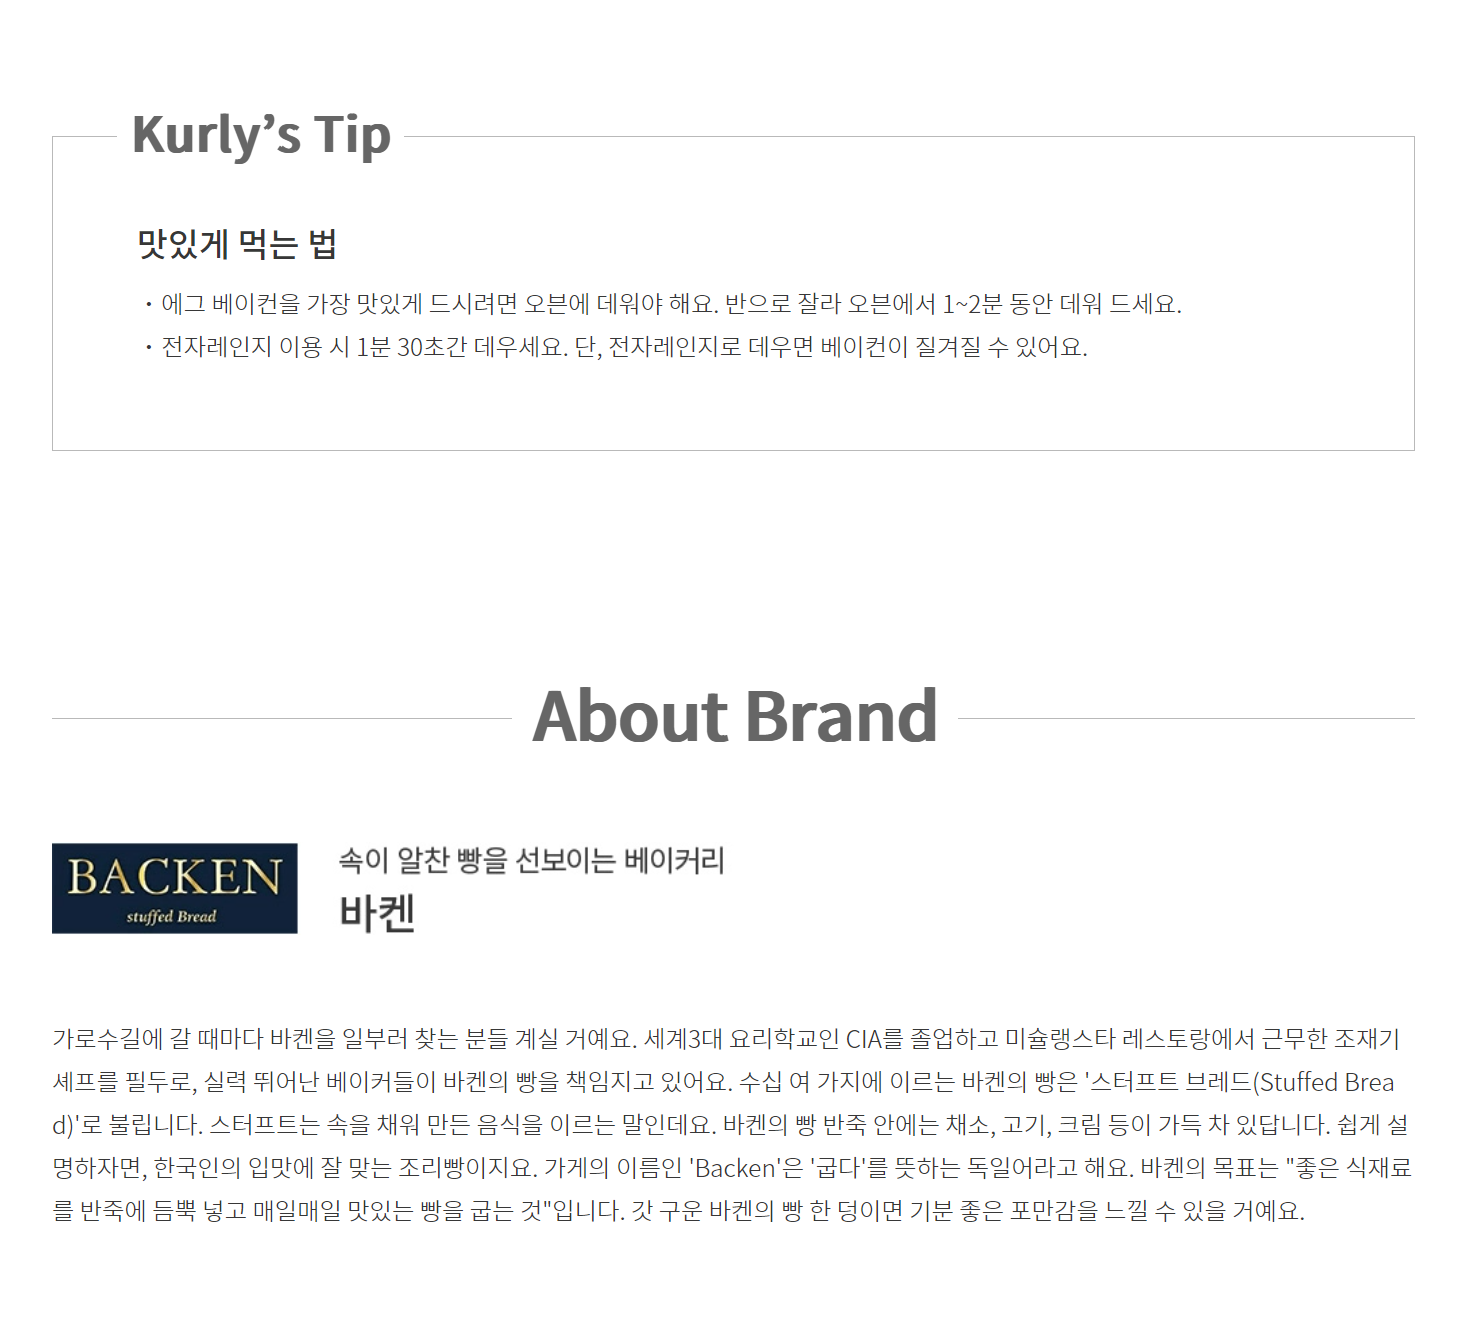 Kurly’s Tip
맛있게 먹는 법
・에그 베이컨을 가장 맛있게 드시려면 오븐에 데워야 해요. 반으로 잘라 오븐에서 1~2분 동안 데워 드세요.
・전자레인지 이용 시 1분 30초간 데우세요. 단, 전자레인지로 데우면 베이컨이 질겨질 수 있어요.
About Brand
BACKEN
stuffed Bread
속이 알찬 빵을 선보이는 베이커리
바켄
가로수길에 갈 때마다 바켄을 일부러 찾는 분들 계실 거예요. 세계3대 요리학교인 CIA를 졸업하고 미슐랭스타 레스토랑에서 근무한 조재기
셰프를 필두로, 실력 뛰어난 베이커들이 바켄의 빵을 책임지고 있어요. 수십 여 가지에 이르는 바켄의 빵은 '스터프트 브레드(Stuffed Brea
d)'로 불립니다. 스터프트는 속을 채워 만든 음식을 이르는 말인데요. 바켄의 빵 반죽 안에는 채소, 고기, 크림 등이 가득 차 있답니다. 쉽게 설
명하자면, 한국인의 입맛에 잘 맞는 조리빵이지요. 가게의 이름인 'Backen'은 '굽다'를 뜻하는 독일어라고 해요. 바켄의 목표는 "좋은 식재료
를 반죽에 듬뿍 넣고 매일매일 맛있는 빵을 굽는 것"입니다. 갓 구운 바켄의 빵 한 덩이면 기분 좋은 포만감을 느낄 수 있을 거예요.